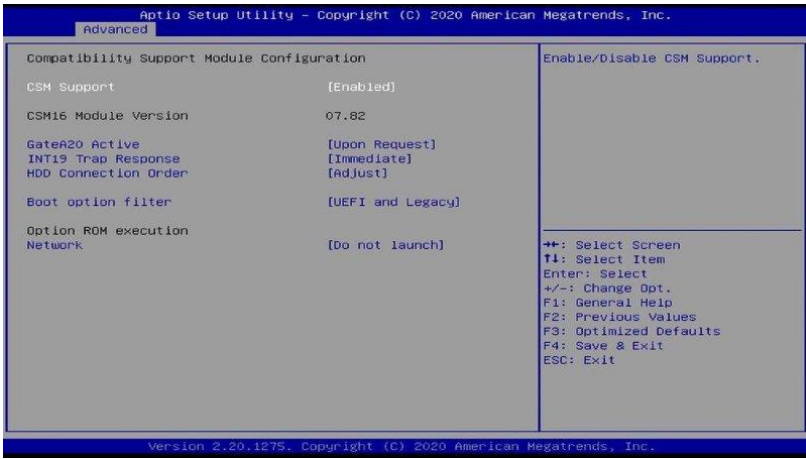 Aptio Setup Utility – Copyright (C) 2020 American Megatrends, Inc.
Advanced
Compatibility Support Module Configuration
Enable/Disable CSM Support.
CSM Support [Enabled]
CSM16 Module Version 07.82
GateA20 Active [Upon Request]
INT19 Trap Response [Immediate]
HDD Connection Order [Adjust]
Boot option filter [UEFI and Legacy]
Option ROM execution
Network [Do not launch]
→←: Select Screen
↑↓: Select Item
Enter: Select
+/-: Change Opt.
F1: General Help
F2: Previous Values
F3: Optimized Defaults
F4: Save & Exit
ESC: Exit
Version 2.20.1275. Copyright (C) 2020 American Megatrends, Inc.